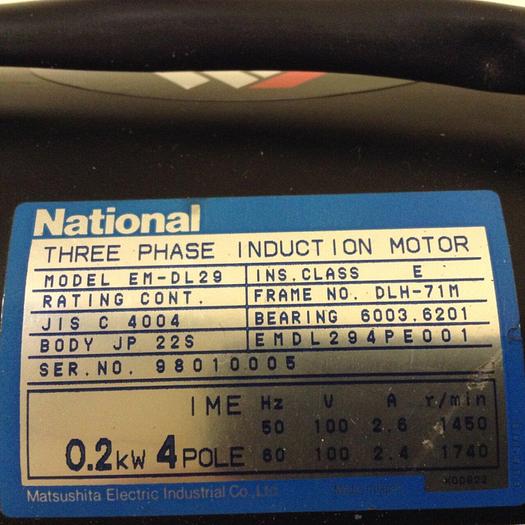 National
THREE PHASE INDUCTION MOTOR
MODEL EM-DL29 INS.CLASS E
RATING CONT. FRAME NO. DLH-71M
JIS C 4004 BEARING 6003.6201
BODY JP 22S EMDL294PE001
SER.NO. 98010005
IME Hz V A r/min
50 100 2.6 1450
0.2kW 4POLE 60 100 2.4 1740
Matsushita Electric Industrial Co., Ltd.